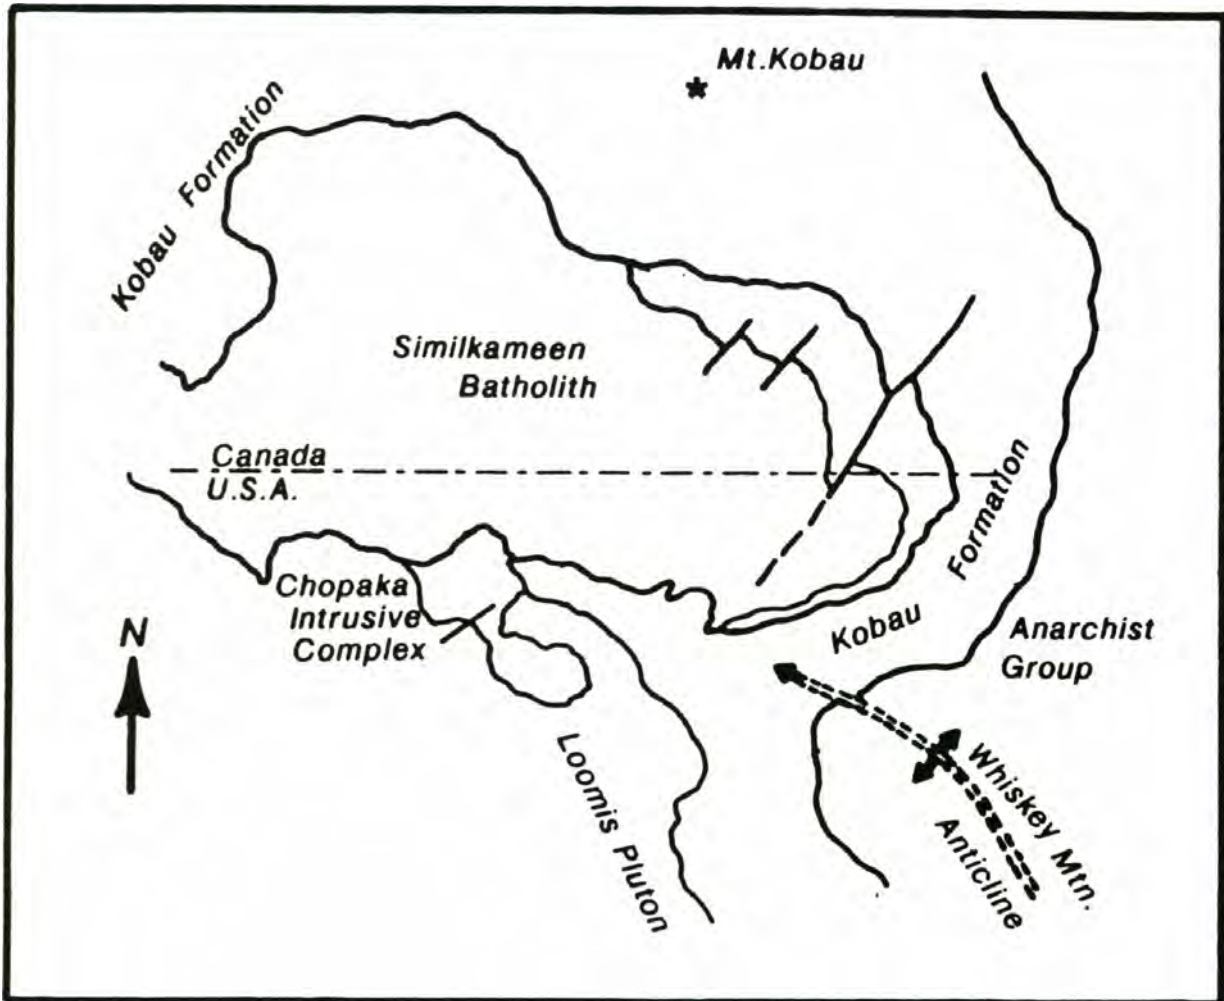 Mt.Kobau
*
Kobau Formation
Similkameen
Batholith
Canada
U.S.A.
Formation
Chopaka
Intrusive
Complex
Kobau
N
Anarchist
Group
Loomis Pluton
Whiskey Mtn.
Anticline